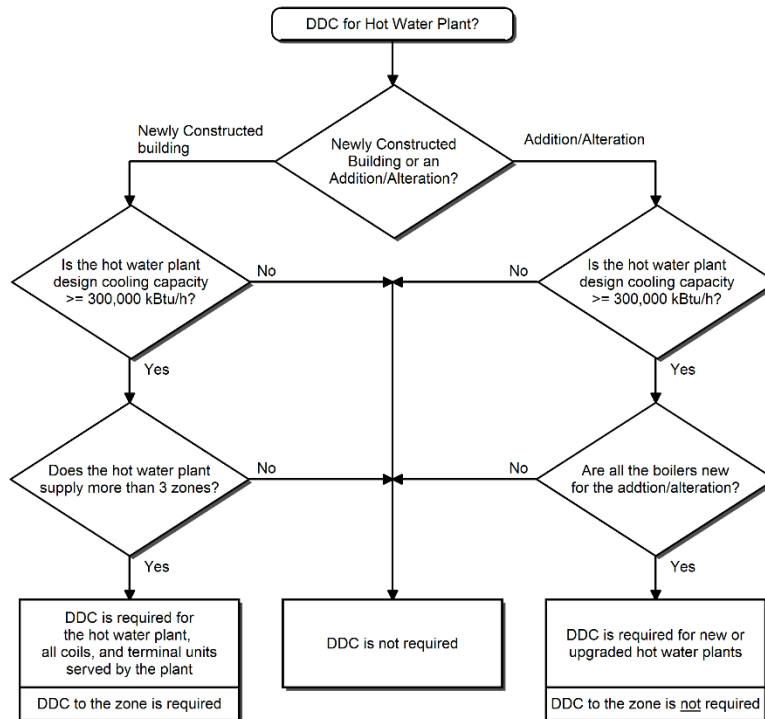 DDC for Hot Water Plant?
Newly Constructed
building
Newly Constructed
Building or an
Addition/Alteration?
Addition/Alteration
Is the hot water plant
design cooling capacity
>= 300,000 kBtu/h?
No
No
Is the hot water plant
design cooling capacity
>= 300,000 kBtu/h?
Yes
Yes
Does the hot water plant
supply more than 3 zones?
No
No
Are all the boilers new
for the addtion/alteration?
Yes
Yes
DDC is required for
the hot water plant,
all coils, and terminal units
served by the plant
DDC to the zone is required
DDC is not required
DDC is required for new or
upgraded hot water plants
DDC to the zone is not required